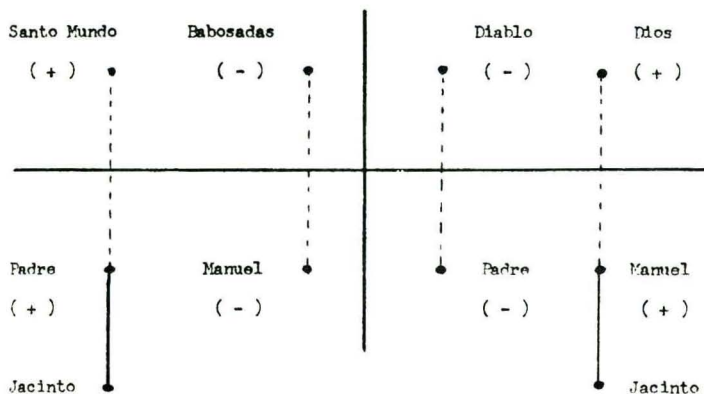 Santo Mundo Babosadas Diablo Dios
( + ) ( - ) ( - ) ( + )
Padre Manuel Padre Manuel
( + ) ( - ) ( - ) ( + )
Jacinto Jacinto